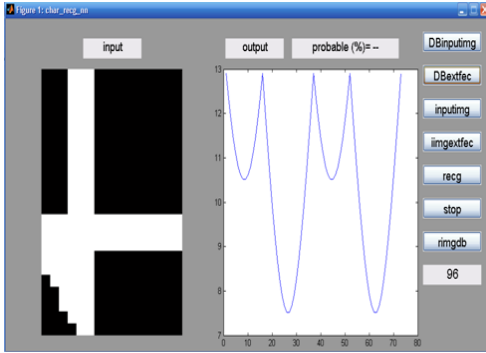 Figure 1: char_recg_nn
input
output
probable (%)= --
DBinputimg
DBextfec
inputimg
iimgextfec
recg
stop
rimgdb
96
13
12
11
10
9
8
7
0 10 20 30 40 50 60 70 80